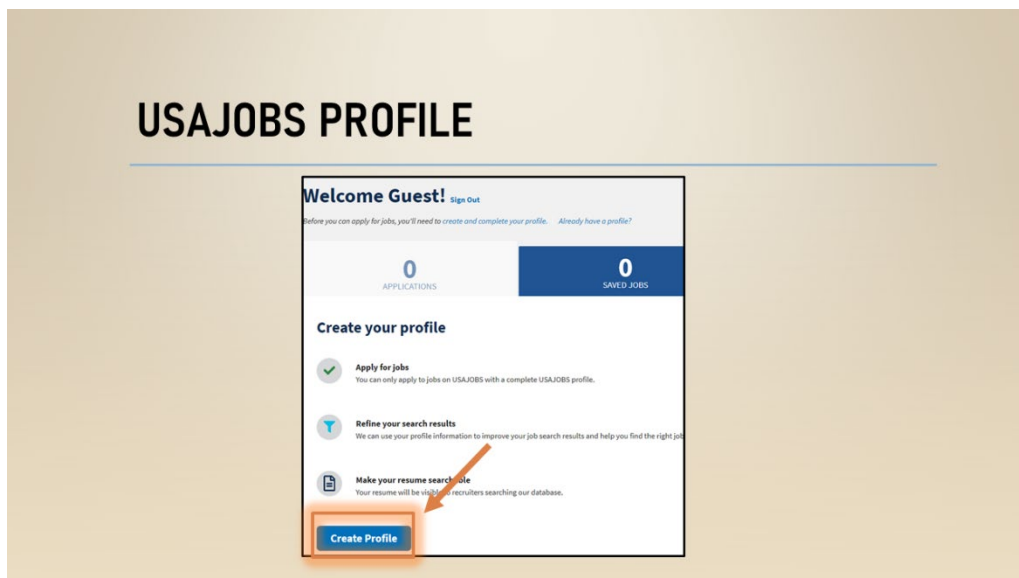 USAJOBS PROFILE
Welcome Guest! Sign Out
Before you can apply for jobs, you'll need to create and complete your profile. Already have a profile?
0
APPLICATIONS
0
SAVED JOBS
Create your profile
Apply for jobs
You can only apply to jobs on USAJOBS with a complete USAJOBS profile.
Refine your search results
We can use your profile information to improve your job search results and help you find the right job
Make your resume searchable
Your resume will be visible to recruiters searching our database.
Create Profile